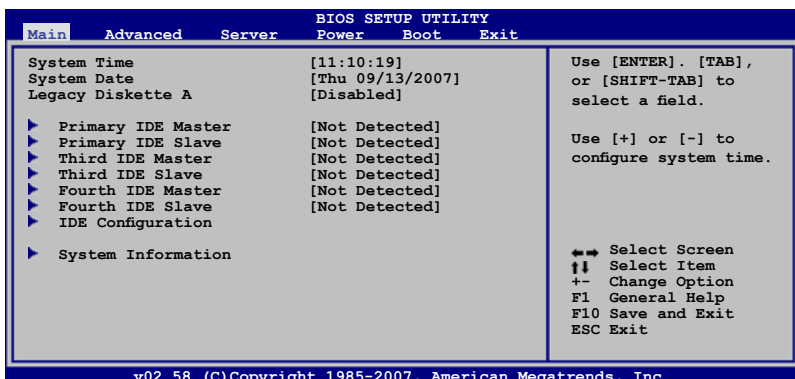 BIOS SETUP UTILITY
Main Advanced Server Power Boot Exit
System Time [11:10:19]
System Date [Thu 09/13/2007]
Legacy Diskette A [Disabled]
Primary IDE Master [Not Detected]
Primary IDE Slave [Not Detected]
Third IDE Master [Not Detected]
Third IDE Slave [Not Detected]
Fourth IDE Master [Not Detected]
Fourth IDE Slave [Not Detected]
IDE Configuration
System Information
Use [ENTER]. [TAB],
or [SHIFT-TAB] to
select a field.
Use [+] or [-] to
configure system time.
←→ Select Screen
↑↓ Select Item
+- Change Option
F1 General Help
F10 Save and Exit
ESC Exit
v02.58 (C)Copyright 1985-2007, American Megatrends, Inc.